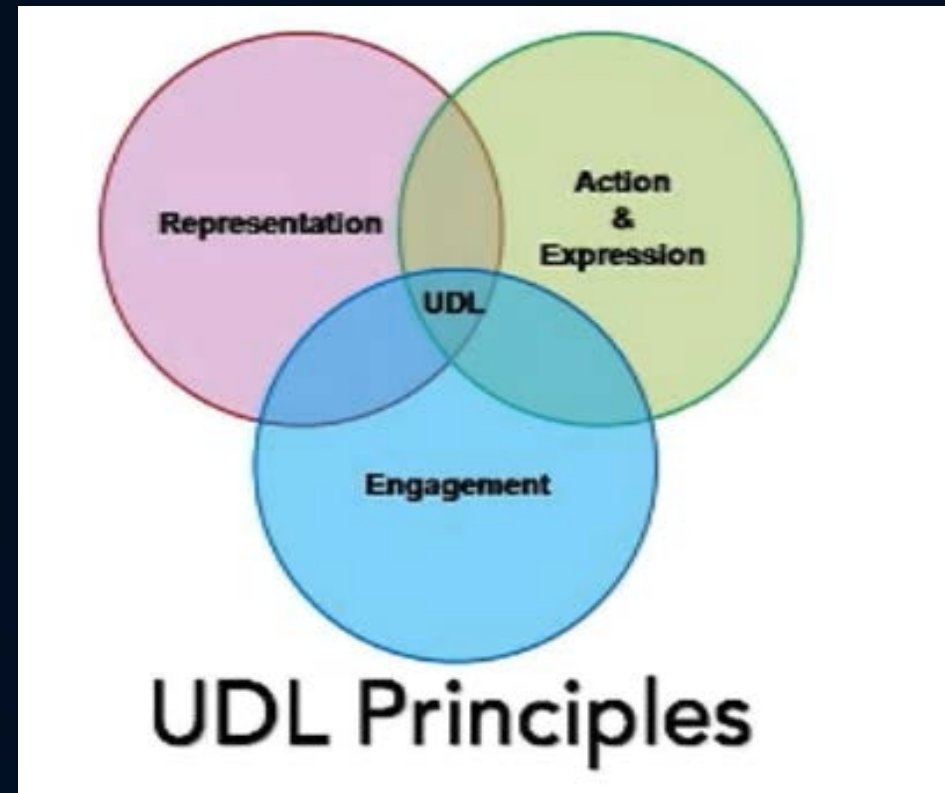 Representation
Action
&
Expression
UDL
Engagement
UDL Principles